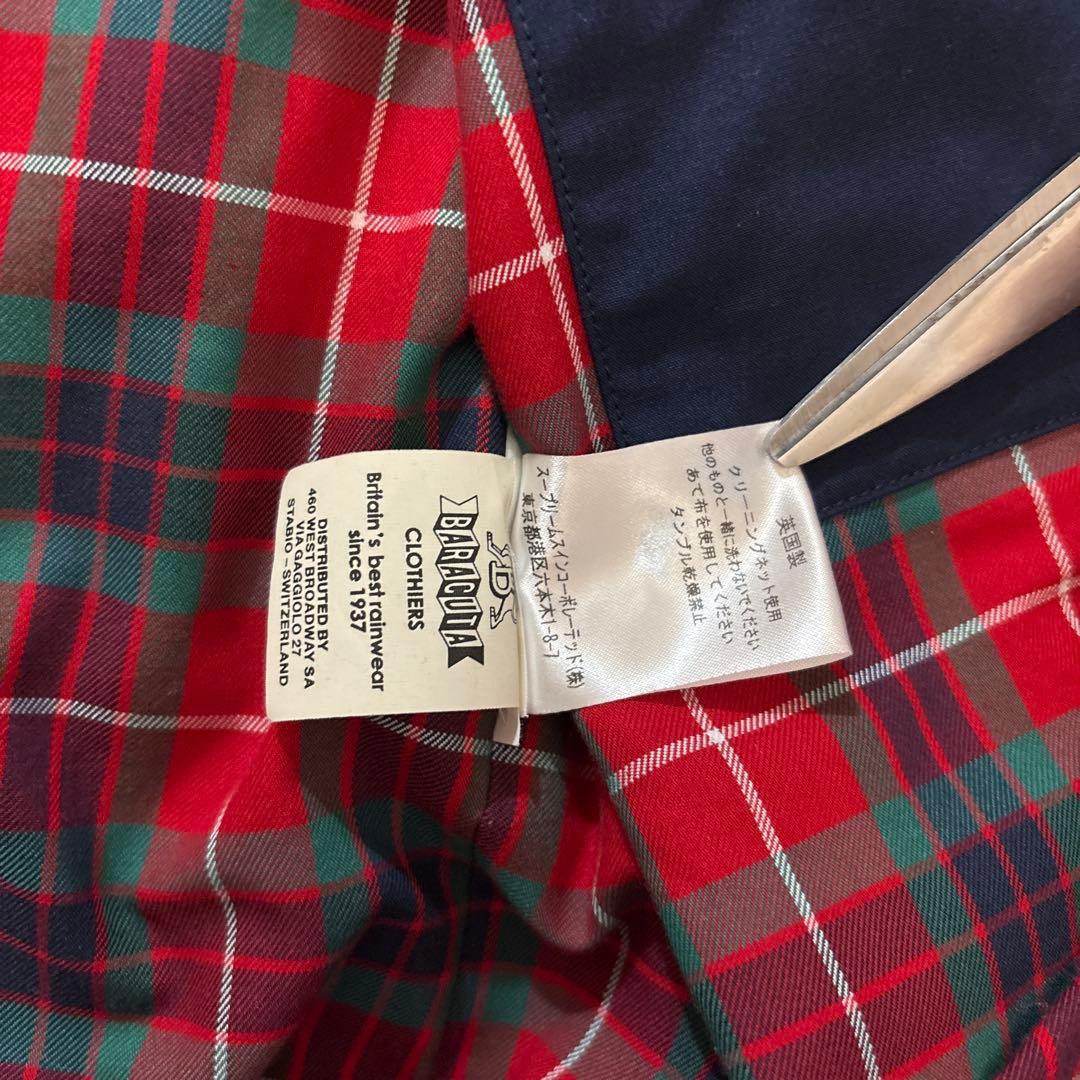 BARACUTA
CLOTHIERS
Britain's best rainwear
since 1937
DISTRIBUTED BY
460 WEST BROADWAY SA
VIA GAGGIOLO 27
STABIO – SWITZERLAND
英国製
クリーニングネット使用
他のものと一緒に洗わないでください
あて布を使用してください
タンブル乾燥禁止
スープリームスインコーポレーテッド(株)
東京都港区六本木1-8-7